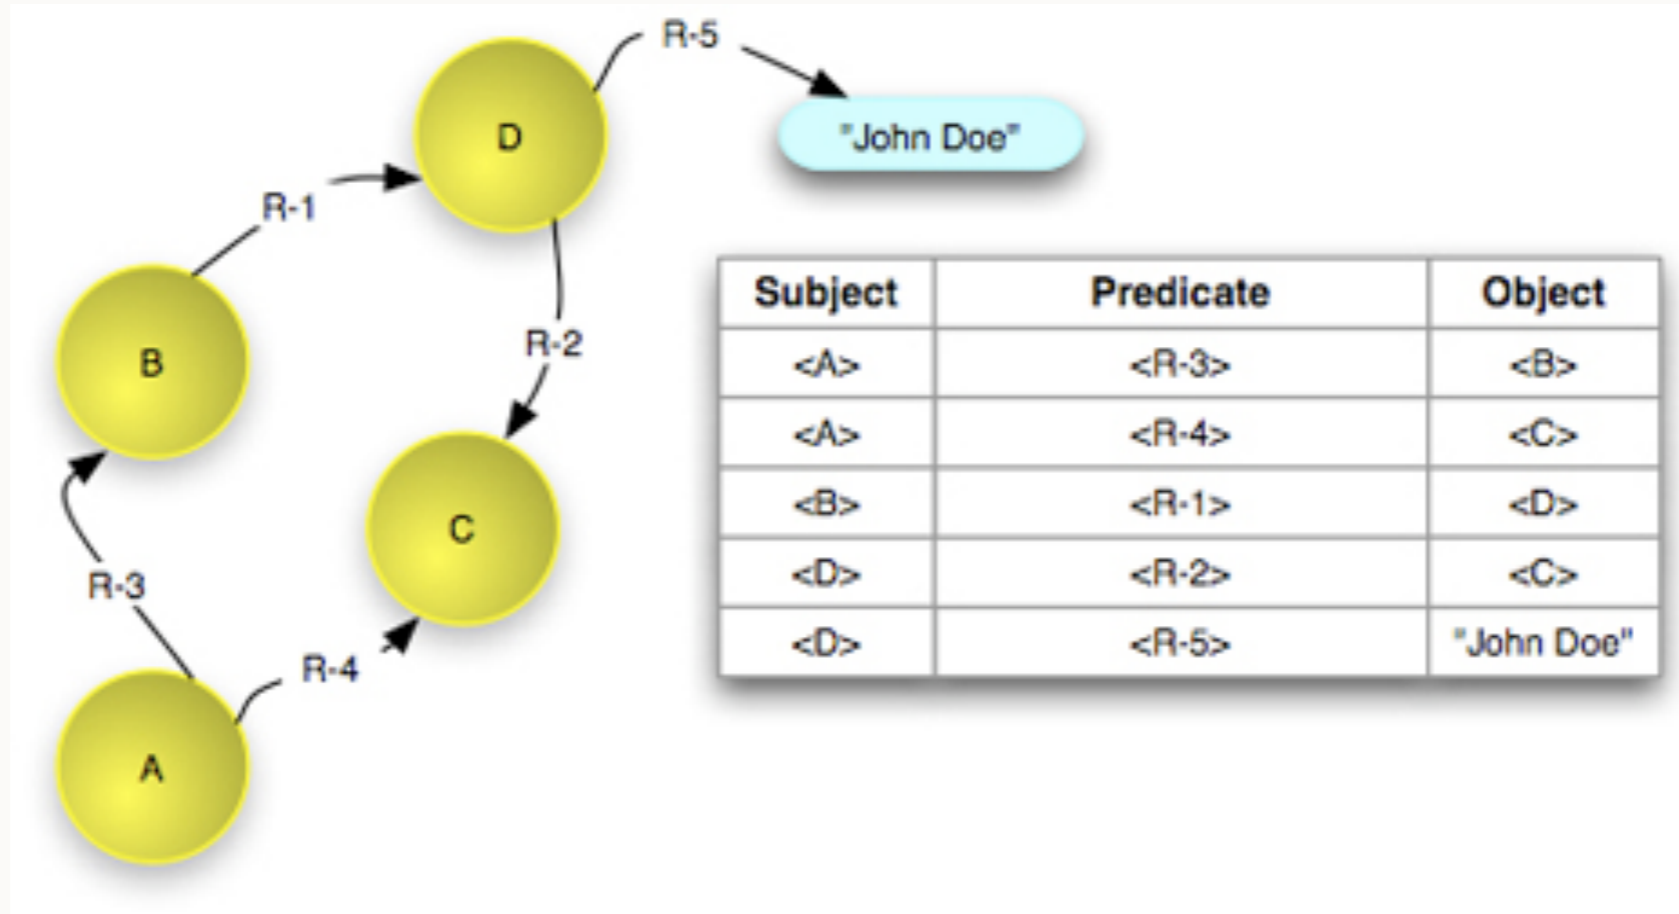 R-5
D
"John Doe"
R-1
R-2
B
C
R-3
R-4
A
Subject Predicate Object
<A> <R-3> <B>
<A> <R-4> <C>
<B> <R-1> <D>
<D> <R-2> <C>
<D> <R-5> "John Doe"